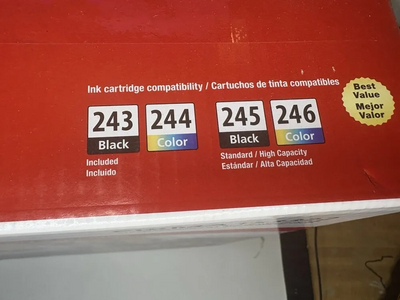 Ink cartridge compatibility / Cartuchos de tinta compatibles
243 Black
244 Color
245 Black
246 Color
Best Value
Mejor Valor
Included
Incluido
Standard / High Capacity
Estándar / Alta Capacidad